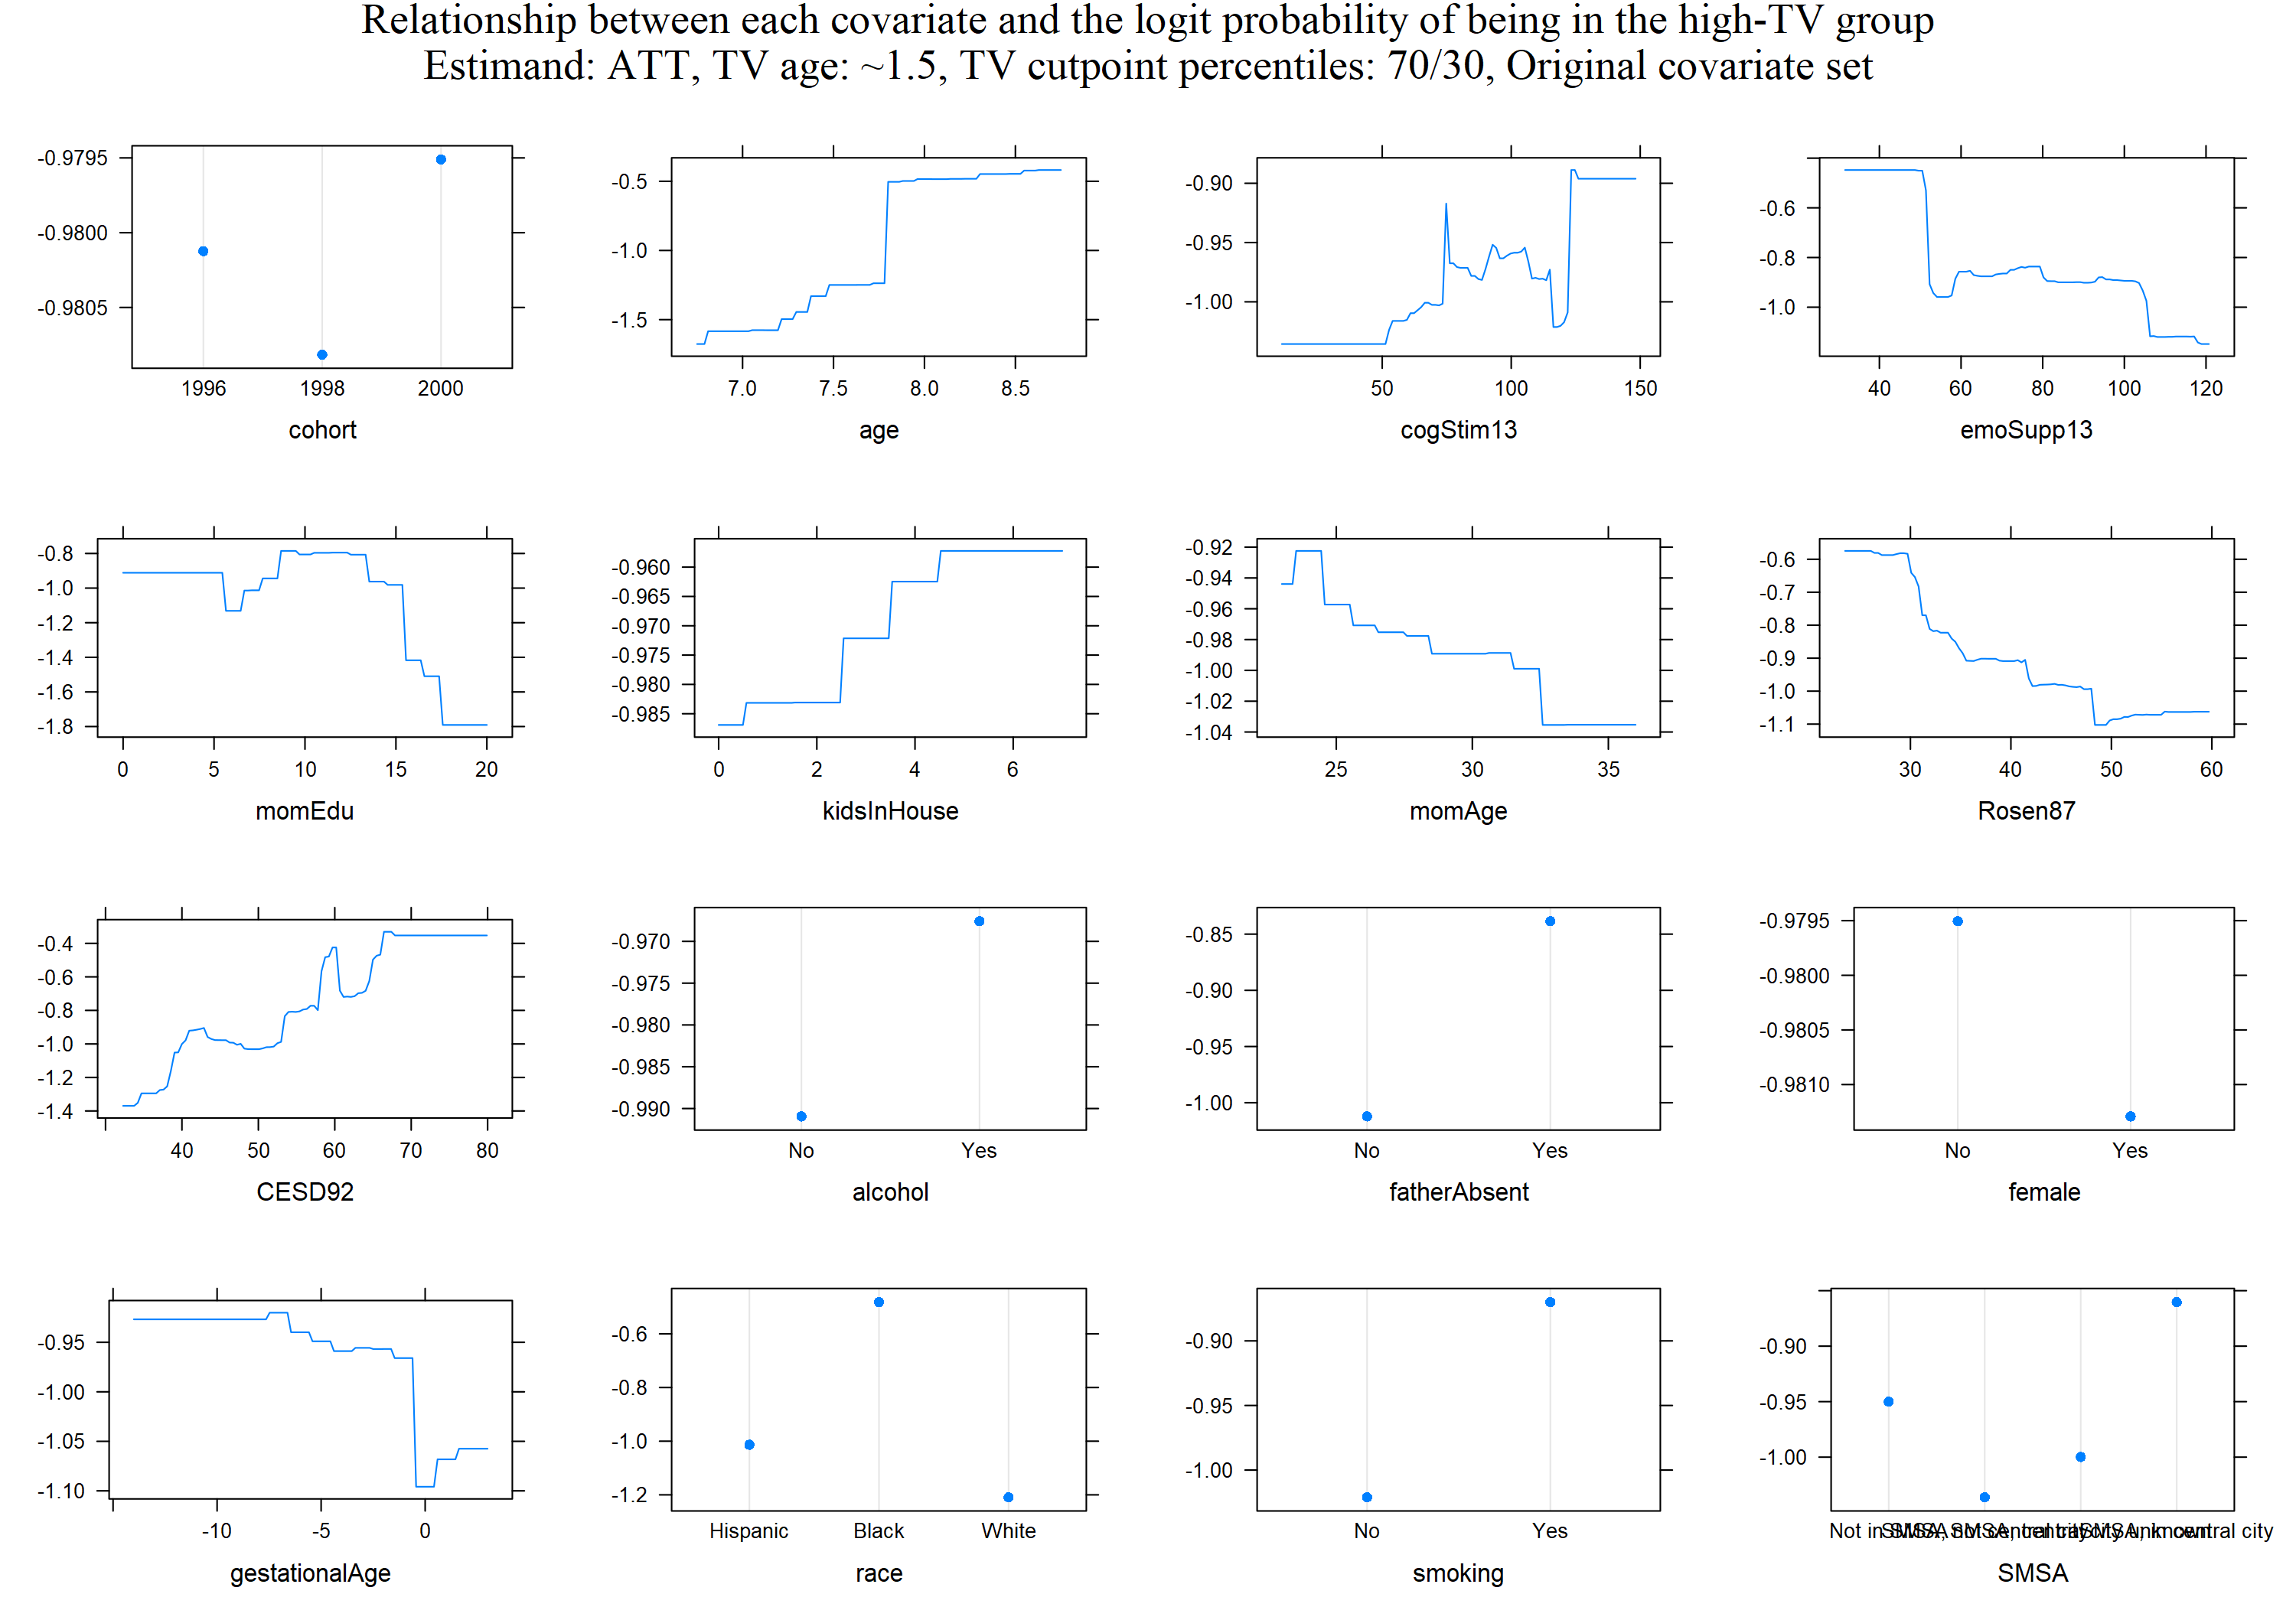 Relationship between each covariate and the logit probability of being in the high-TV group
Estimand: ATT, TV age: ~1.5, TV cutpoint percentiles: 70/30, Original covariate set
-0.9795
-0.9800
-0.9805
1996 1998 2000
cohort
-0.5
-1.0
-1.5
7.0 7.5 8.0 8.5
age
-0.90
-0.95
-1.00
50 100 150
cogStim13
-0.6
-0.8
-1.0
40 60 80 100 120
emoSupp13
-0.8
-1.0
-1.2
-1.4
-1.6
-1.8
0 5 10 15 20
momEdu
-0.960
-0.965
-0.970
-0.975
-0.980
-0.985
0 2 4 6
kidsInHouse
-0.92
-0.94
-0.96
-0.98
-1.00
-1.02
-1.04
25 30 35
momAge
-0.6
-0.7
-0.8
-0.9
-1.0
-1.1
30 40 50 60
Rosen87
-0.4
-0.6
-0.8
-1.0
-1.2
-1.4
40 50 60 70 80
CESD92
-0.970
-0.975
-0.980
-0.985
-0.990
No Yes
alcohol
-0.85
-0.90
-0.95
-1.00
No Yes
fatherAbsent
-0.9795
-0.9800
-0.9805
-0.9810
No Yes
female
-0.95
-1.00
-1.05
-1.10
-10 -5 0
gestationalAge
-0.6
-0.8
-1.0
-1.2
Hispanic Black White
race
-0.90
-0.95
-1.00
No Yes
smoking
-0.90
-0.95
-1.00
Not in central city
SMSA